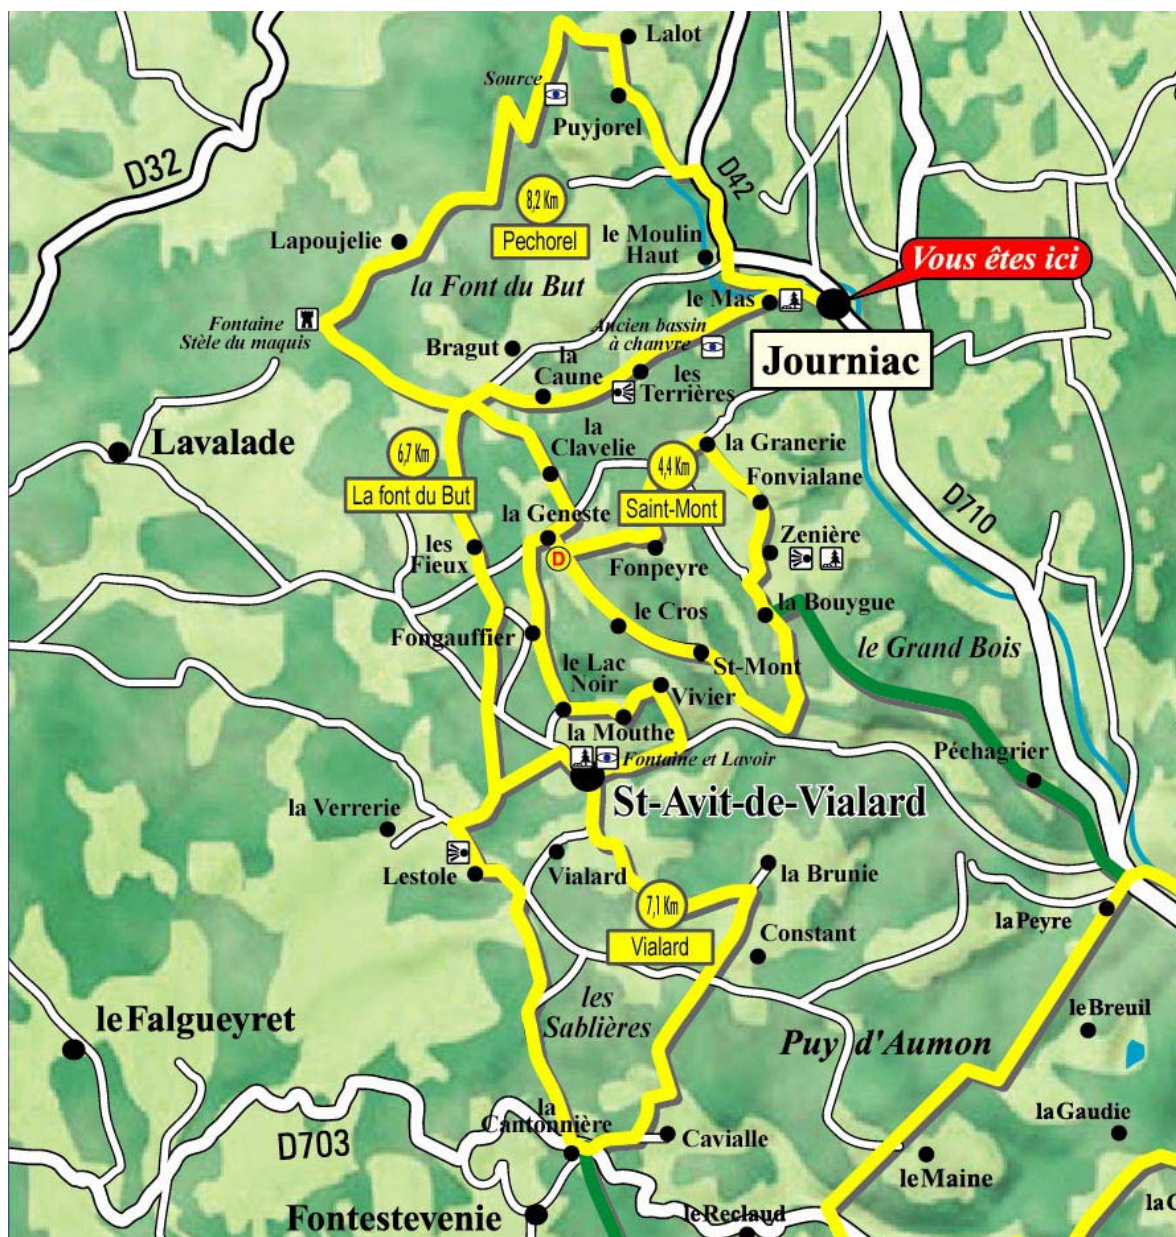 Lalot
Source
Puyjorel
D32
D42
8,2 Km
Pechorel
le Moulin
Haut
Lapoujelie
Vous êtes ici
la Font du But
le Mas
Fontaine
Stèle du maquis
Ancien bassin
à chanvre
Bragut
la
Caune
les
Terrières
Journiac
Lavalade
la
Clavelie
la Granerie
6,7 Km
La font du But
4,4 Km
Saint-Mont
Fonvialane
D710
la Geneste
Zenière
les
Fieux
D
Fonpeyre
le Cros
la Bouygue
Fongauffier
le Grand Bois
St-Mont
le Lac
Noir
Vivier
la Mouthe
Fontaine et Lavoir
Péchagrier
St-Avit-de-Vialard
la Verrerie
Lestole
Vialard
la Brunie
7,1 Km
Vialard
la Peyre
Constant
les
Sablières
le Falgueyret
le Breuil
Puy d'Aumon
la
Cantonnière
la Gaudie
D703
Cavialle
le Maine
Fontestevenie
le Reclaud